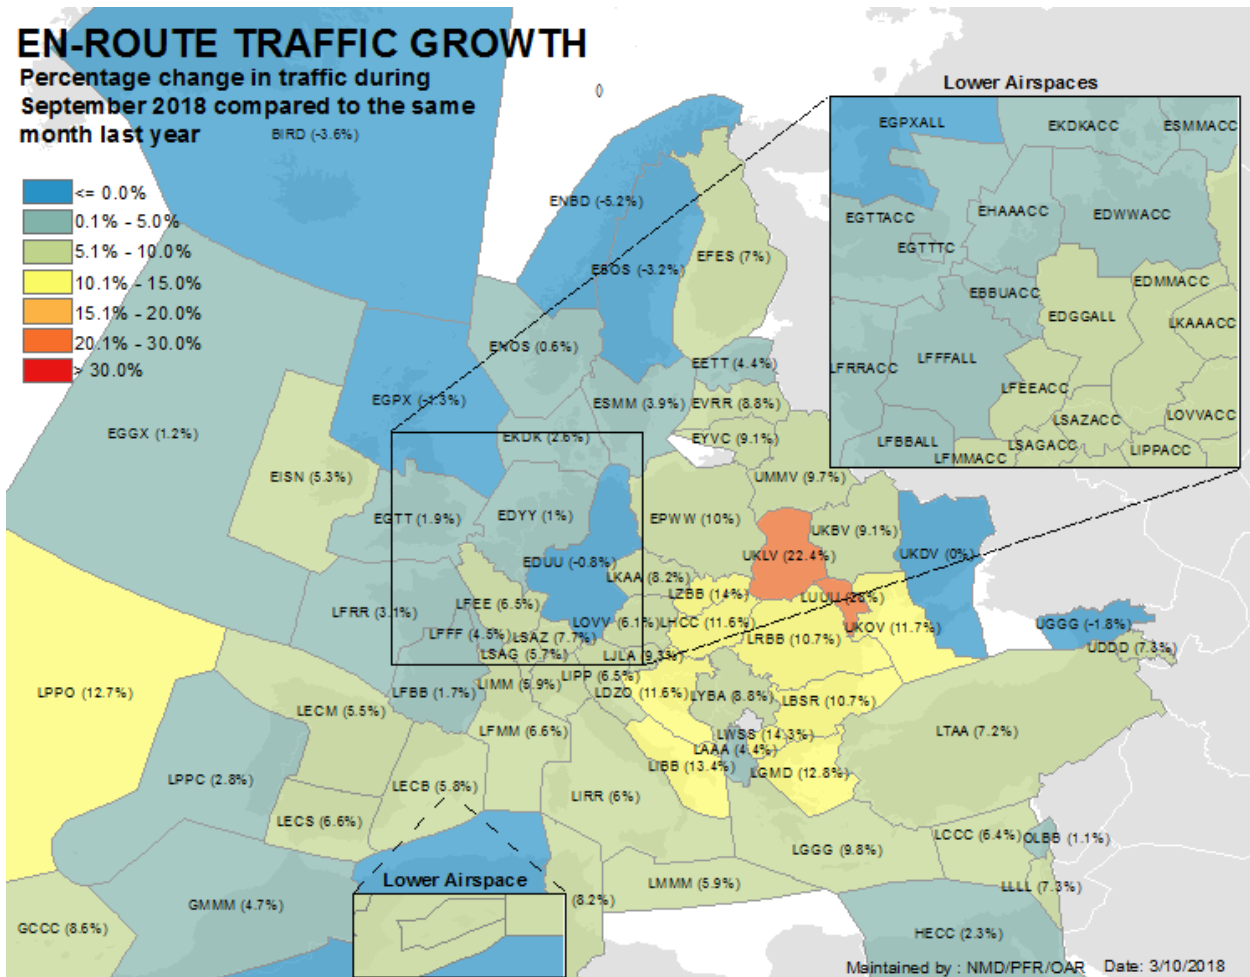 EN-ROUTE TRAFFIC GROWTH
Percentage change in traffic during
September 2018 compared to the same
month last year
<= 0.0%
0.1% - 5.0%
5.1% - 10.0%
10.1% - 15.0%
15.1% - 20.0%
20.1% - 30.0%
> 30.0%
0
BIRD (-3.6%)
Lower Airspaces
EGPXALL
EKDKACC
ESMMACC
EGTTACC
EHAAACC
EDWWACC
EGTTTC
EBBUACC
EDMMACC
EDGGALL
LKAAACC
LFRRACC
LFFFALL
LFEEACC
LSAZACC
LOVVACC
LFBBALL
LSAGACC
LFMMACC
LIPPACC
ENBD (-5.2%)
ESOS (-3.2%)
EFES (7%)
ENOS (0.6%)
EETT (4.4%)
EGPX (-1.3%)
ESMM (3.9%)
EVRR (8.8%)
EGGX (1.2%)
EKDK (2.6%)
EYVC (9.1%)
EISN (5.3%)
UMMV (9.7%)
EGTT (1.9%)
EDYY (1%)
EPWW (10%)
UKBV (9.1%)
EDUU (-0.8%)
UKLV (22.4%)
UKDV (0%)
LKAA (8.2%)
LZBB (14%)
LFEE (6.5%)
LFRR (3.1%)
LOVV (6.1%)
LHCC (11.6%)
UKOV (11.7%)
UGGG (-1.8%)
LFFF (4.5%)
LSAZ (7.7%)
LRBB (10.7%)
UDDD (7.3%)
LSAG (5.7%)
LJLA (9.3%)
LPPO (12.7%)
LFBB (1.7%)
LIMM (5.9%)
LIPP (6.5%)
LDZO (11.6%)
LYBA (8.8%)
LBSR (10.7%)
LECM (5.5%)
LFMM (6.6%)
LWSS (14.3%)
LTAA (7.2%)
LAAA (4.4%)
LIBB (13.4%)
LGMD (12.8%)
LPPC (2.8%)
LECB (5.8%)
LIRR (6%)
LECS (6.6%)
LCCC (6.4%)
OLBB (1.1%)
LGGG (9.8%)
Lower Airspace
LMMM (5.9%)
LLLL (7.3%)
GMMM (4.7%)
(8.2%)
GCCC (8.6%)
HECC (2.3%)
Maintained by : NMD/PFR/OAR Date: 3/10/2018